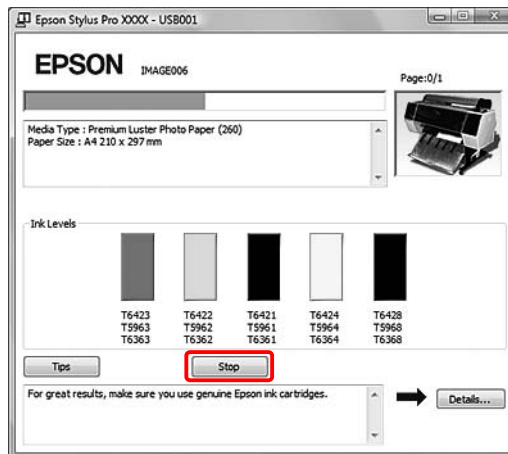 Epson Stylus Pro XXXX - USB001
EPSON IMAGE006
Page:0/1
Media Type : Premium Luster Photo Paper (260)
Paper Size : A4 210 x 297 mm
Ink Levels
T6423 T6422 T6421 T6424 T6428
T5963 T5962 T5961 T5964 T5968
T6363 T6362 T6361 T6364 T6368
Tips Stop
For great results, make sure you use genuine Epson ink cartridges.
Details...